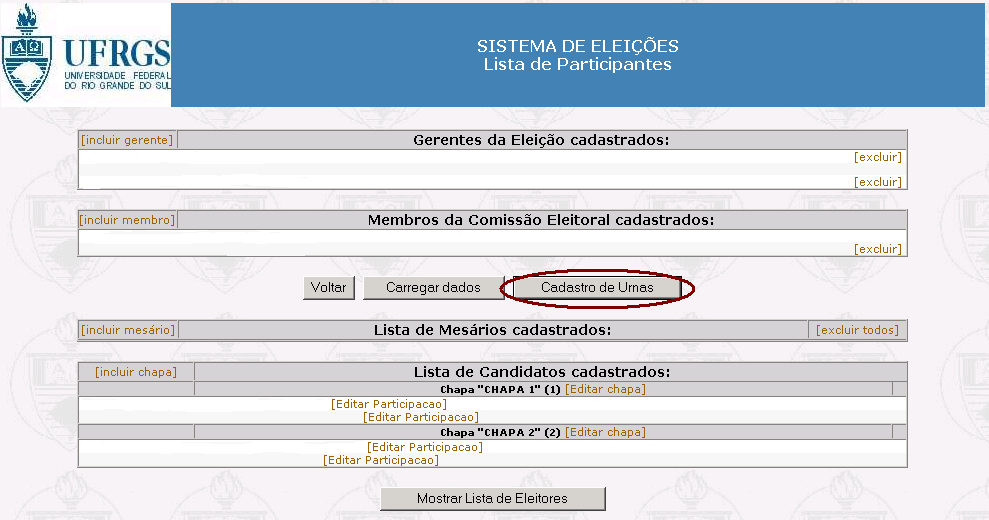 UFRGS
UNIVERSIDADE FEDERAL
DO RIO GRANDE DO SUL
SISTEMA DE ELEIÇÕES
Lista de Participantes
[incluir gerente] Gerentes da Eleição cadastrados:
[excluir]
[excluir]
[incluir membro] Membros da Comissão Eleitoral cadastrados:
[excluir]
Voltar Carregar dados Cadastro de Urnas
[incluir mesário] Lista de Mesários cadastrados: [excluir todos]
[incluir chapa] Lista de Candidatos cadastrados:
Chapa "CHAPA 1" (1) [Editar chapa]
[Editar Participacao]
[Editar Participacao]
Chapa "CHAPA 2" (2) [Editar chapa]
[Editar Participacao]
[Editar Participacao]
Mostrar Lista de Eleitores